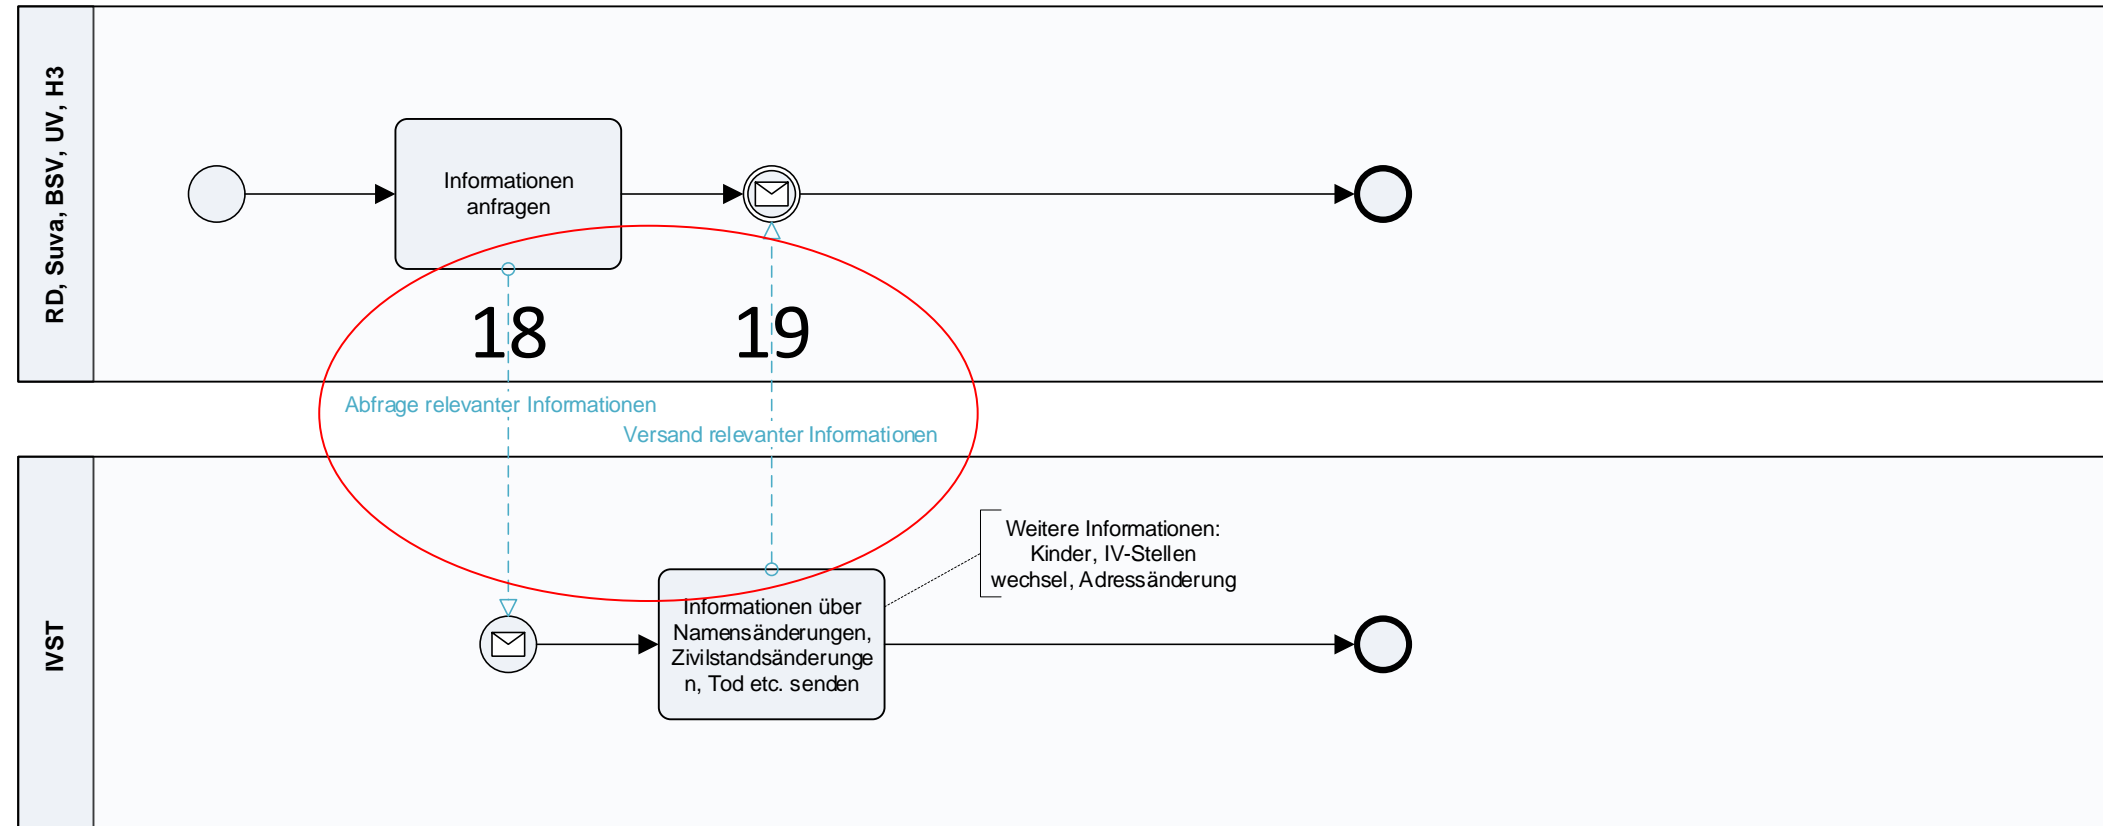 RD, Suva, BSV, UV, H3
Informationen
anfragen
18
19
Abfrage relevanter Informationen
Versand relevanter Informationen
IVST
Weitere Informationen:
Kinder, IV-Stellen
wechsel, Adressänderung
Informationen über
Namensänderungen,
Zivilstandsänderunge
n, Tod etc. senden